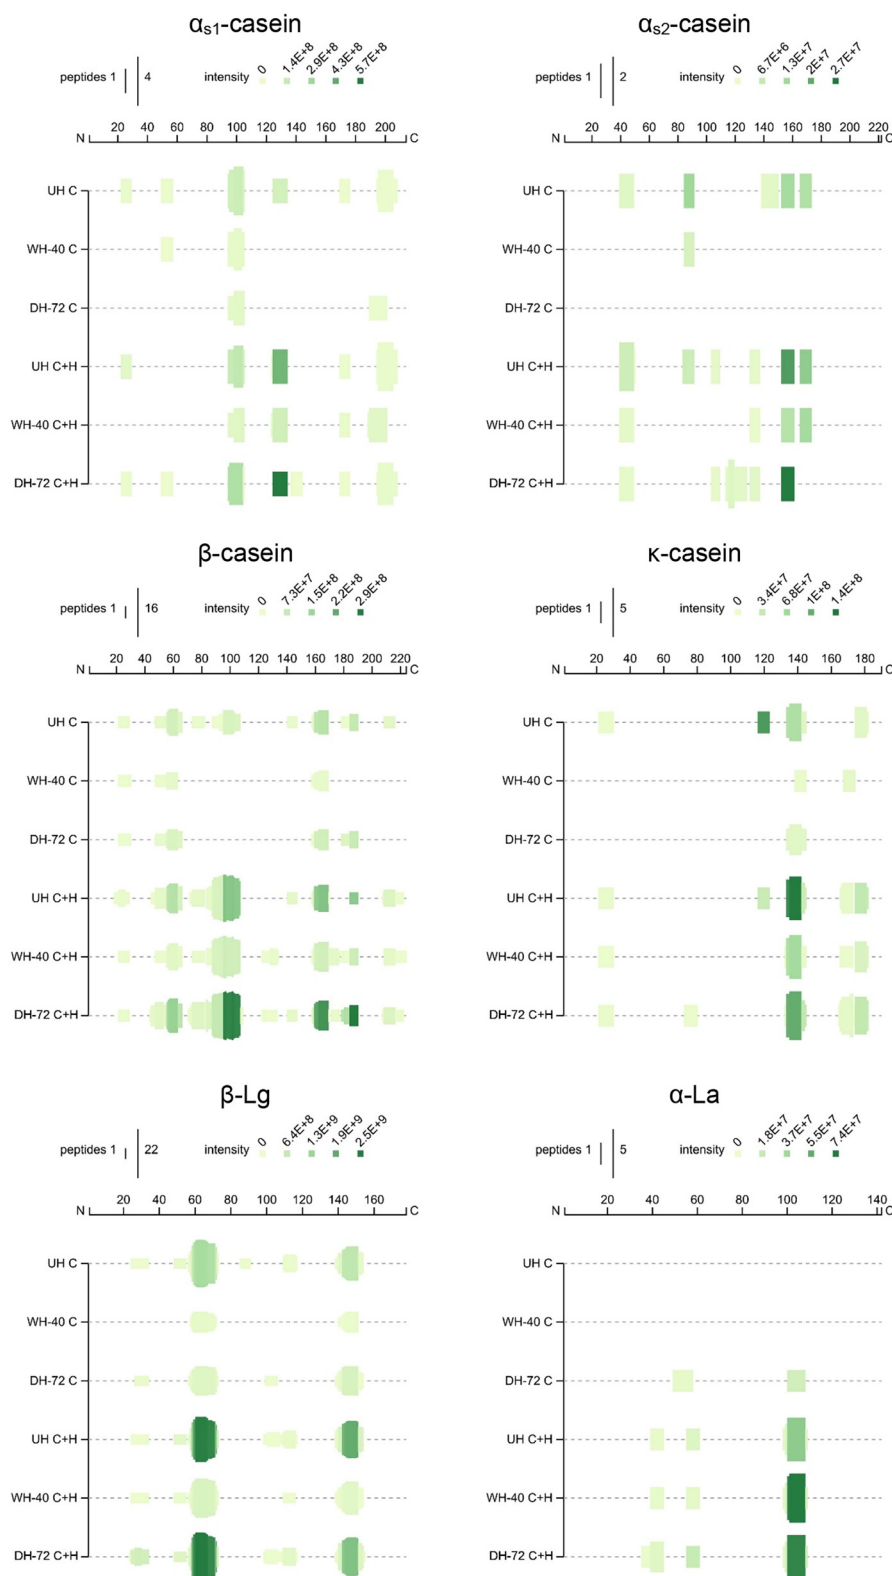 αs1-casein
peptides 1 4 intensity 0 1.4E+8 2.9E+8 4.3E+8 5.7E+8
N 20 40 60 80 100 120 140 160 180 200 C
UH C
WH-40 C
DH-72 C
UH C+H
WH-40 C+H
DH-72 C+H
αs2-casein
peptides 1 2 intensity 0 6.7E+6 1.3E+7 2E+7 2.7E+7
N 20 40 60 80 100 120 140 160 180 200 220 C
UH C
WH-40 C
DH-72 C
UH C+H
WH-40 C+H
DH-72 C+H
β-casein
peptides 1 16 intensity 0 7.3E+7 1.5E+8 2.2E+8 2.9E+8
N 20 40 60 80 100 120 140 160 180 200 220 C
UH C
WH-40 C
DH-72 C
UH C+H
WH-40 C+H
DH-72 C+H
κ-casein
peptides 1 5 intensity 0 3.4E+7 6.8E+7 1E+8 1.4E+8
N 20 40 60 80 100 120 140 160 180 C
UH C
WH-40 C
DH-72 C
UH C+H
WH-40 C+H
DH-72 C+H
β-Lg
peptides 1 22 intensity 0 6.4E+8 1.3E+9 1.9E+9 2.5E+9
N 20 40 60 80 100 120 140 160 C
UH C
WH-40 C
DH-72 C
UH C+H
WH-40 C+H
DH-72 C+H
α-La
peptides 1 5 intensity 0 1.8E+7 3.7E+7 5.5E+7 7.4E+7
N 20 40 60 80 100 120 140 C
UH C
WH-40 C
DH-72 C
UH C+H
WH-40 C+H
DH-72 C+H